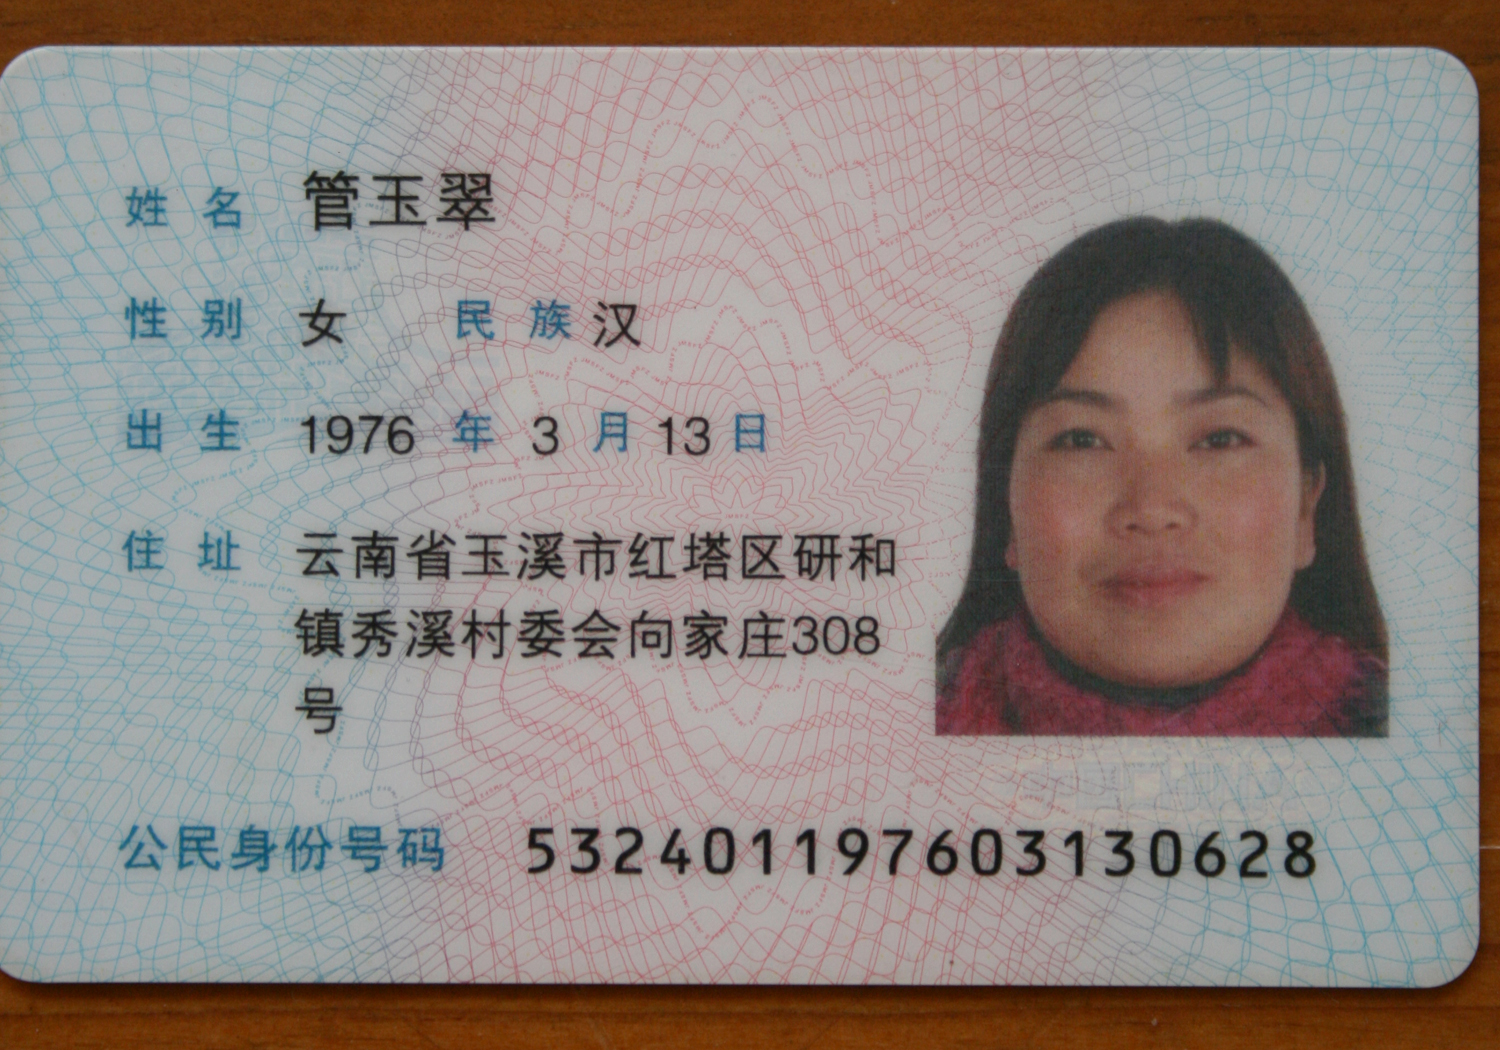 姓名 管玉翠
性别 女 民族 汉
出生 1976 年 3 月 13 日
住址 云南省玉溪市红塔区研和
镇秀溪村委会向家庄308
号
公民身份号码 532401197603130628